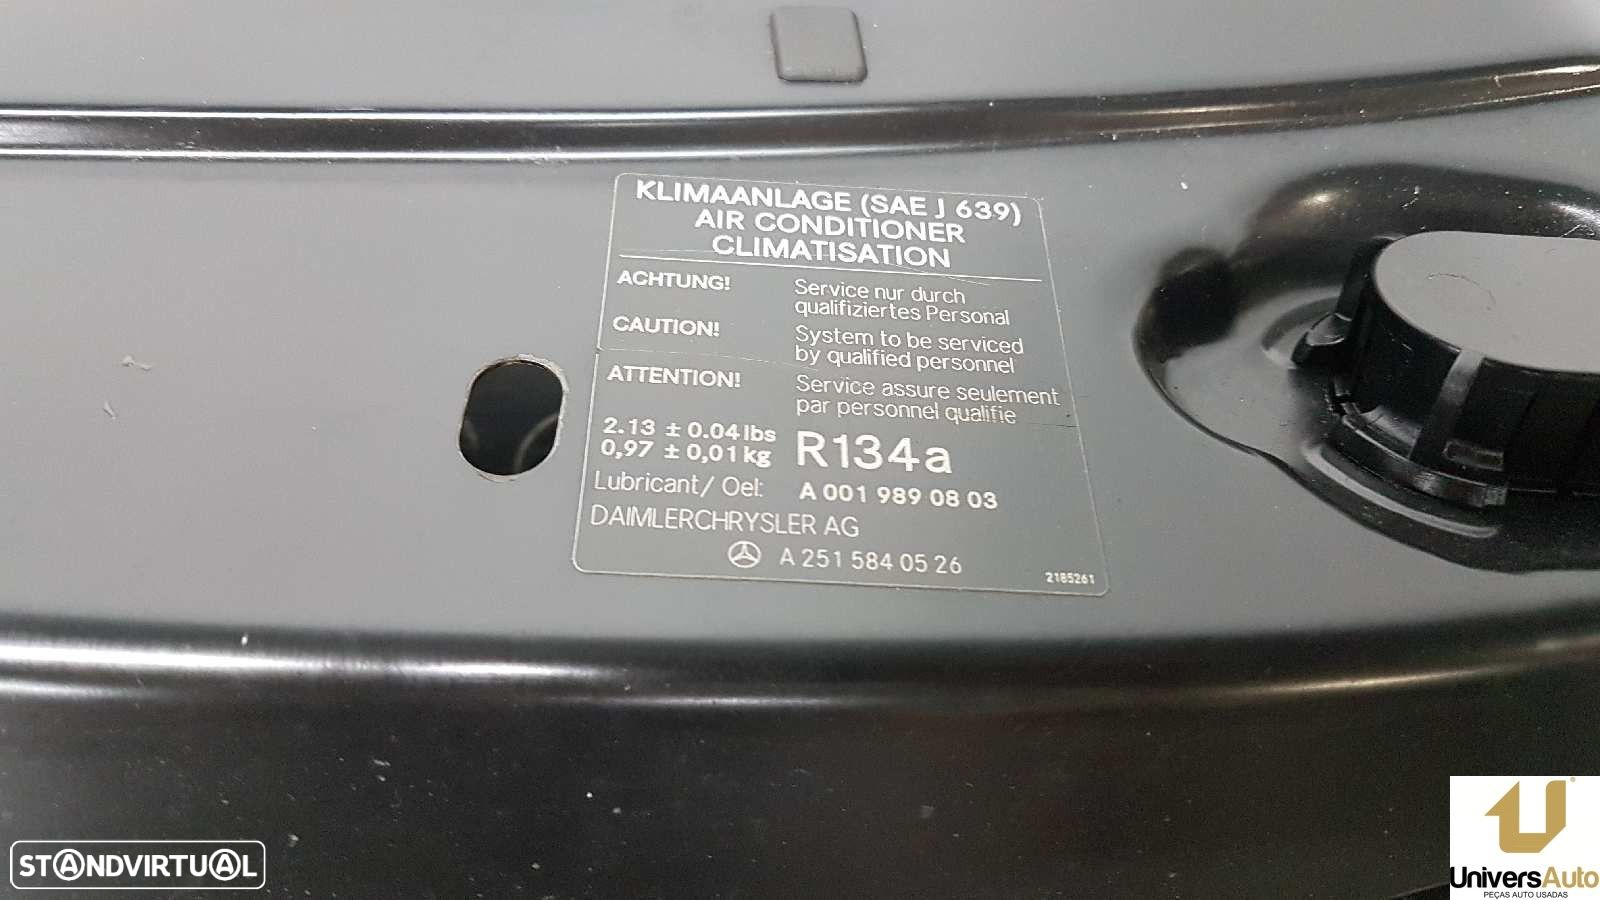 KLIMAANLAGE (SAE J 639)
AIR CONDITIONER
CLIMATISATION
ACHTUNG! Service nur durch
qualifiziertes Personal
CAUTION! System to be serviced
by qualified personnel
ATTENTION! Service assure seulement
par personnel qualifie
2.13 ± 0.04 lbs
0,97 ± 0,01 kg R134a
Lubricant/ Oel: A 001 989 08 03
DAIMLERCHRYSLER AG
A 251 584 05 26
2185261
STANDVIRTUAL
UniversAuto
PEÇAS AUTO USADAS